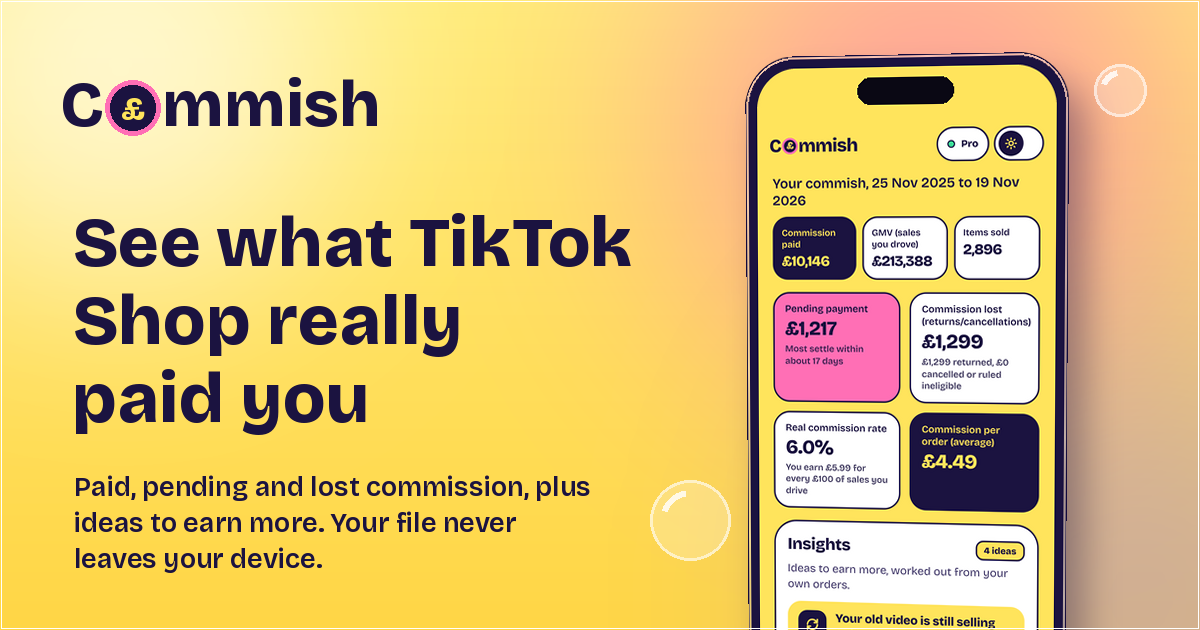 C£mmish
See what TikTok
Shop really
paid you
Paid, pending and lost commission, plus
ideas to earn more. Your file never
leaves your device.
C£mmish
Pro
Your commish, 25 Nov 2025 to 19 Nov
2026
Commission
paid
£10,146
GMV (sales
you drove)
£213,388
Items sold
2,896
Pending payment
£1,217
Most settle within
about 17 days
Commission lost
(returns/cancellations)
£1,299
£1,299 returned, £0
cancelled or ruled
ineligible
Real commission rate
6.0%
You earn £5.99 for
every £100 of sales you
drive
Commission per
order (average)
£4.49
Insights
4 ideas
Ideas to earn more, worked out from your
own orders.
Your old video is still selling